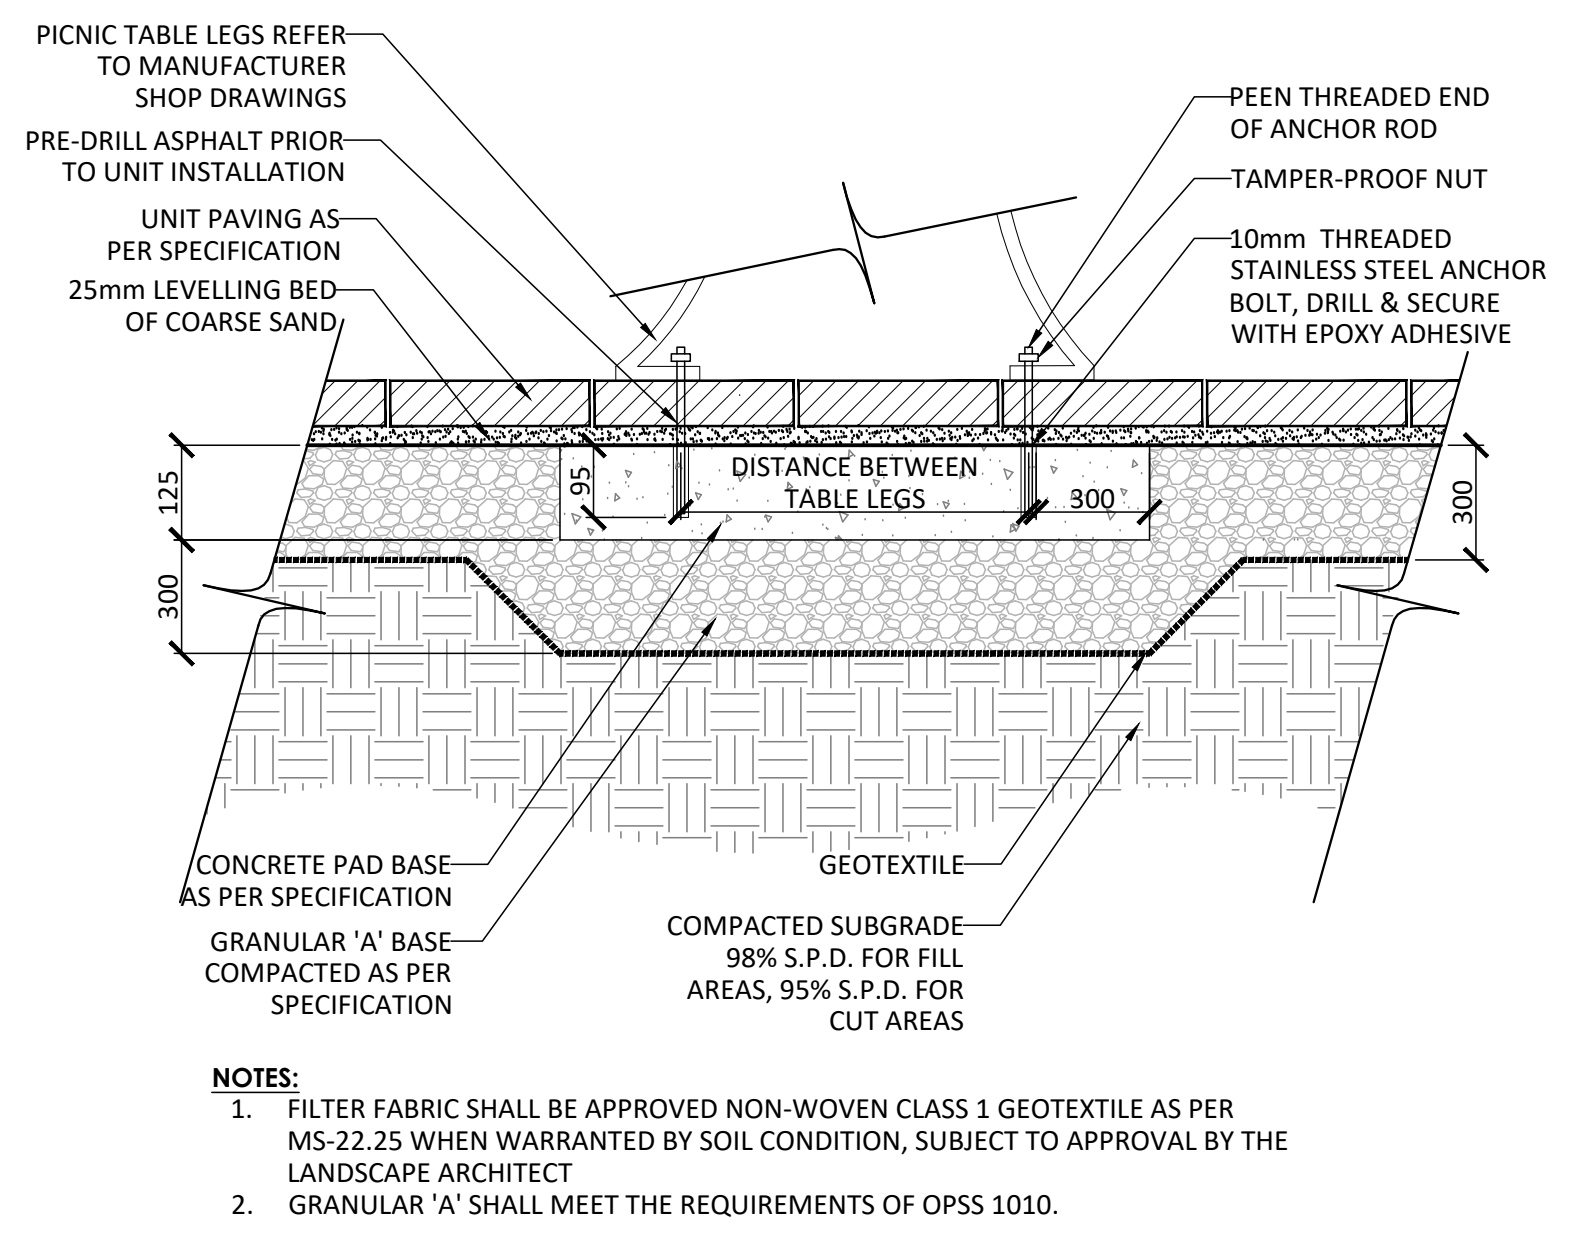 PICNIC TABLE LEGS REFER
TO MANUFACTURER
SHOP DRAWINGS
PRE-DRILL ASPHALT PRIOR
TO UNIT INSTALLATION
UNIT PAVING AS
PER SPECIFICATION
25mm LEVELLING BED
OF COARSE SAND
PEEN THREADED END
OF ANCHOR ROD
TAMPER-PROOF NUT
10mm THREADED
STAINLESS STEEL ANCHOR
BOLT, DRILL & SECURE
WITH EPOXY ADHESIVE
125
300
95
DISTANCE BETWEEN
TABLE LEGS
300
300
CONCRETE PAD BASE
AS PER SPECIFICATION
GRANULAR 'A' BASE
COMPACTED AS PER
SPECIFICATION
GEOTEXTILE
COMPACTED SUBGRADE
98% S.P.D. FOR FILL
AREAS, 95% S.P.D. FOR
CUT AREAS
NOTES:
1. FILTER FABRIC SHALL BE APPROVED NON-WOVEN CLASS 1 GEOTEXTILE AS PER
MS-22.25 WHEN WARRANTED BY SOIL CONDITION, SUBJECT TO APPROVAL BY THE
LANDSCAPE ARCHITECT
2. GRANULAR 'A' SHALL MEET THE REQUIREMENTS OF OPSS 1010.